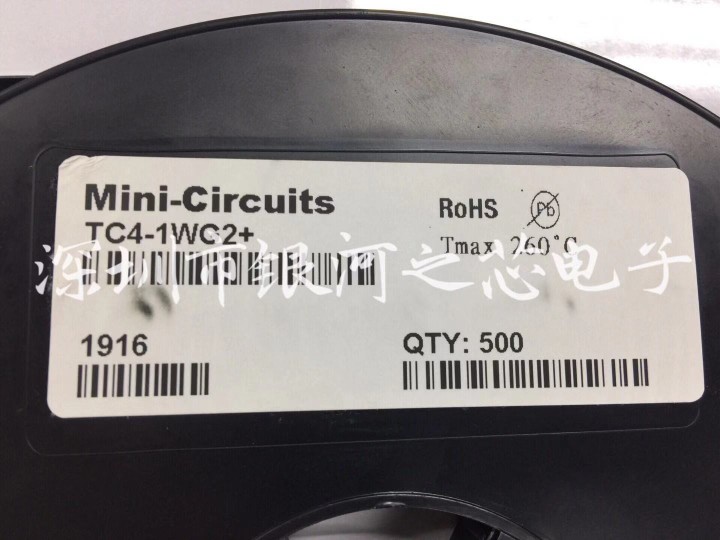 Mini-Circuits
TC4-1WG2+
RoHS Pb
Tmax 260°C
深圳市银河之芯电子
1916
QTY: 500